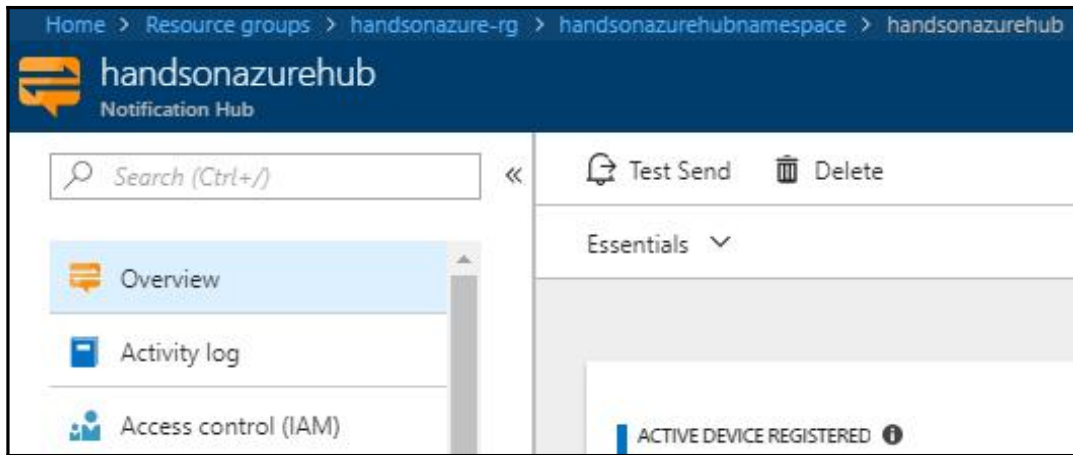 Home > Resource groups > handsonazure-rg > handsonazurehubnamespace > handsonazurehub
handsonazurehub
Notification Hub
Search (Ctrl+/)
«
Test Send
Delete
Essentials
Overview
Activity log
Access control (IAM)
ACTIVE DEVICE REGISTERED